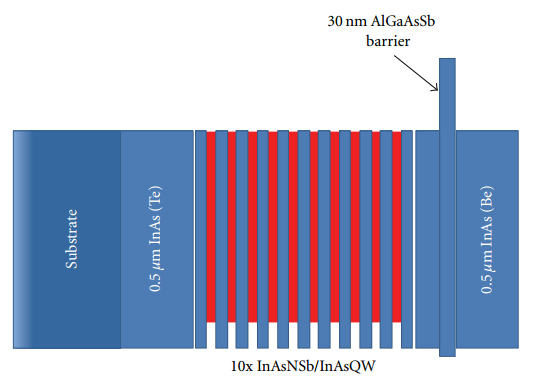 30 nm AlGaAsSb
barrier
Substrate
0.5 μm InAs (Te)
0.5 μm InAs (Be)
10x InAsNSb/InAsQW